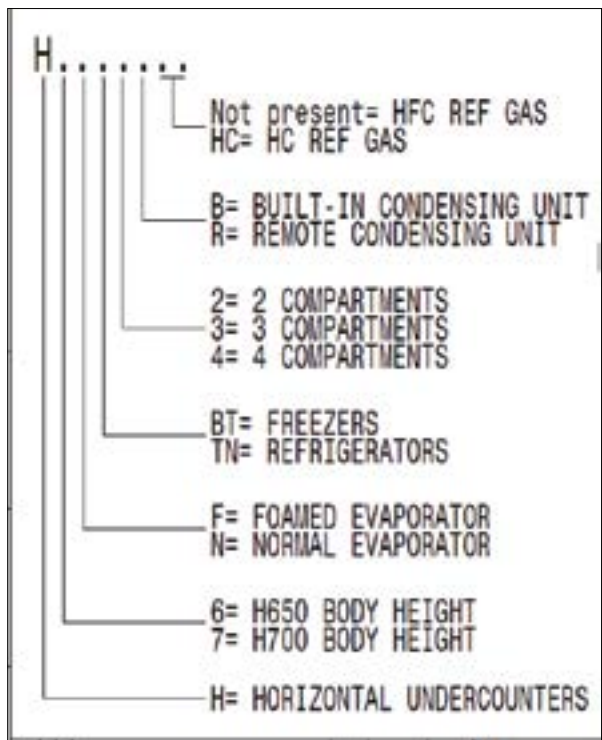 H.......
Not present= HFC REF GAS
HC= HC REF GAS
B= BUILT-IN CONDENSING UNIT
R= REMOTE CONDENSING UNIT
2= 2 COMPARTMENTS
3= 3 COMPARTMENTS
4= 4 COMPARTMENTS
BT= FREEZERS
TN= REFRIGERATORS
F= FOAMED EVAPORATOR
N= NORMAL EVAPORATOR
6= H650 BODY HEIGHT
7= H700 BODY HEIGHT
H= HORIZONTAL UNDERCOUNTERS